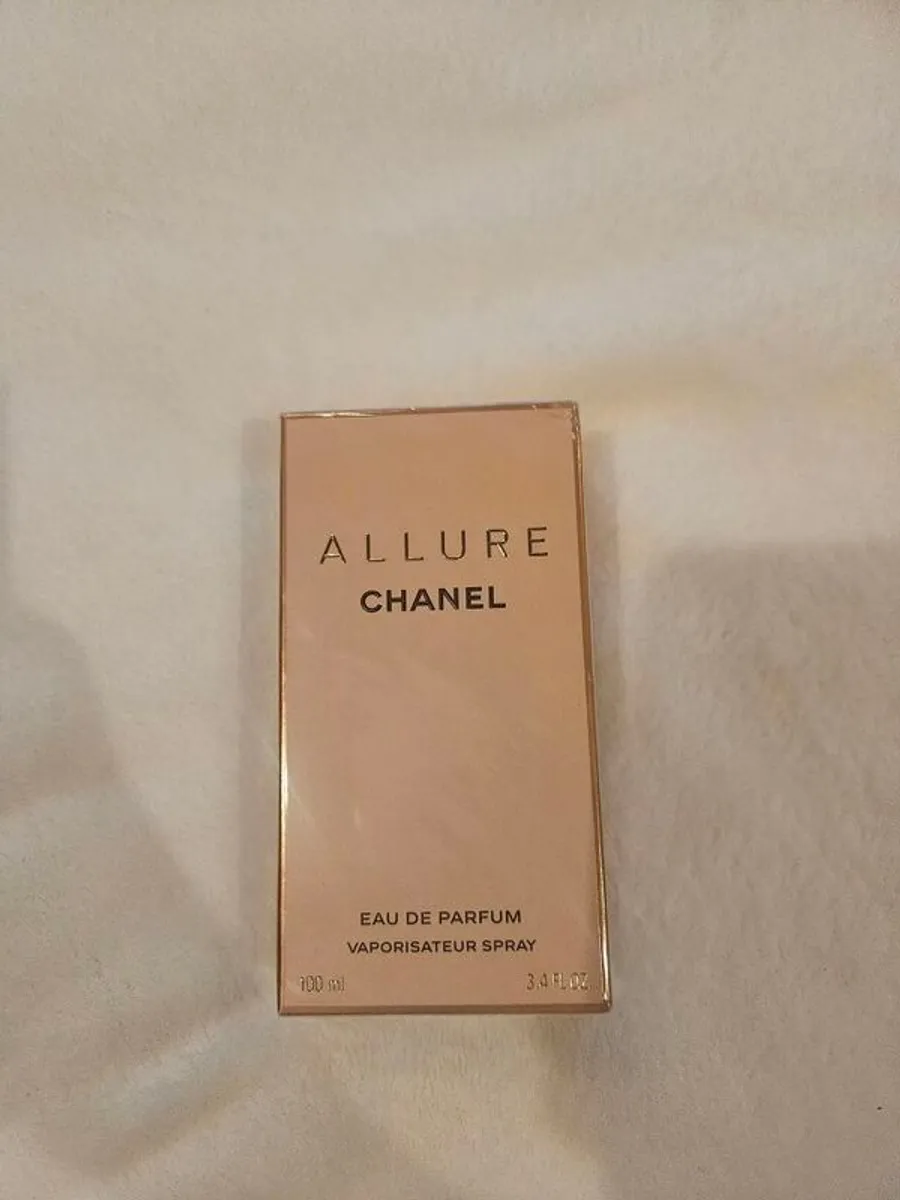 ALLURE
CHANEL
EAU DE PARFUM
VAPORISATEUR SPRAY
100 ml 3.4 FL.OZ.